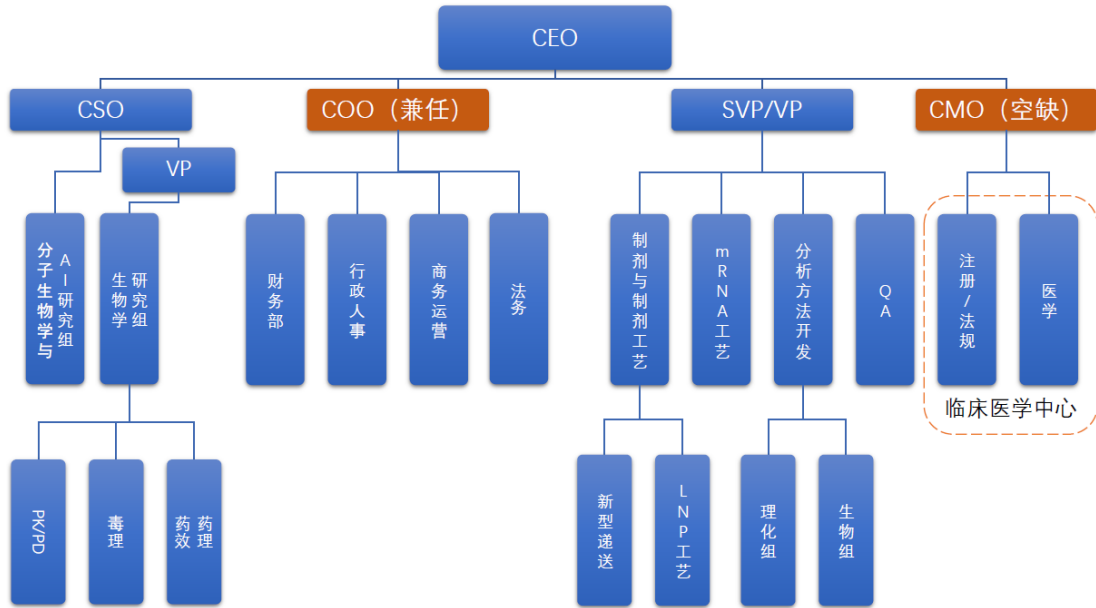 CEO
CSO
COO（兼任）
SVP/VP
CMO（空缺）
VP
分子生物学与
AI研究组
生物学
研究组
财务部
行政人事
商务运营
法务
制剂与制剂工艺
mRNA工艺
分析方法开发
QA
注册/法规
医学
临床医学中心
PK/PD
毒理
药效
药理
新型递送
LNP工艺
理化组
生物组